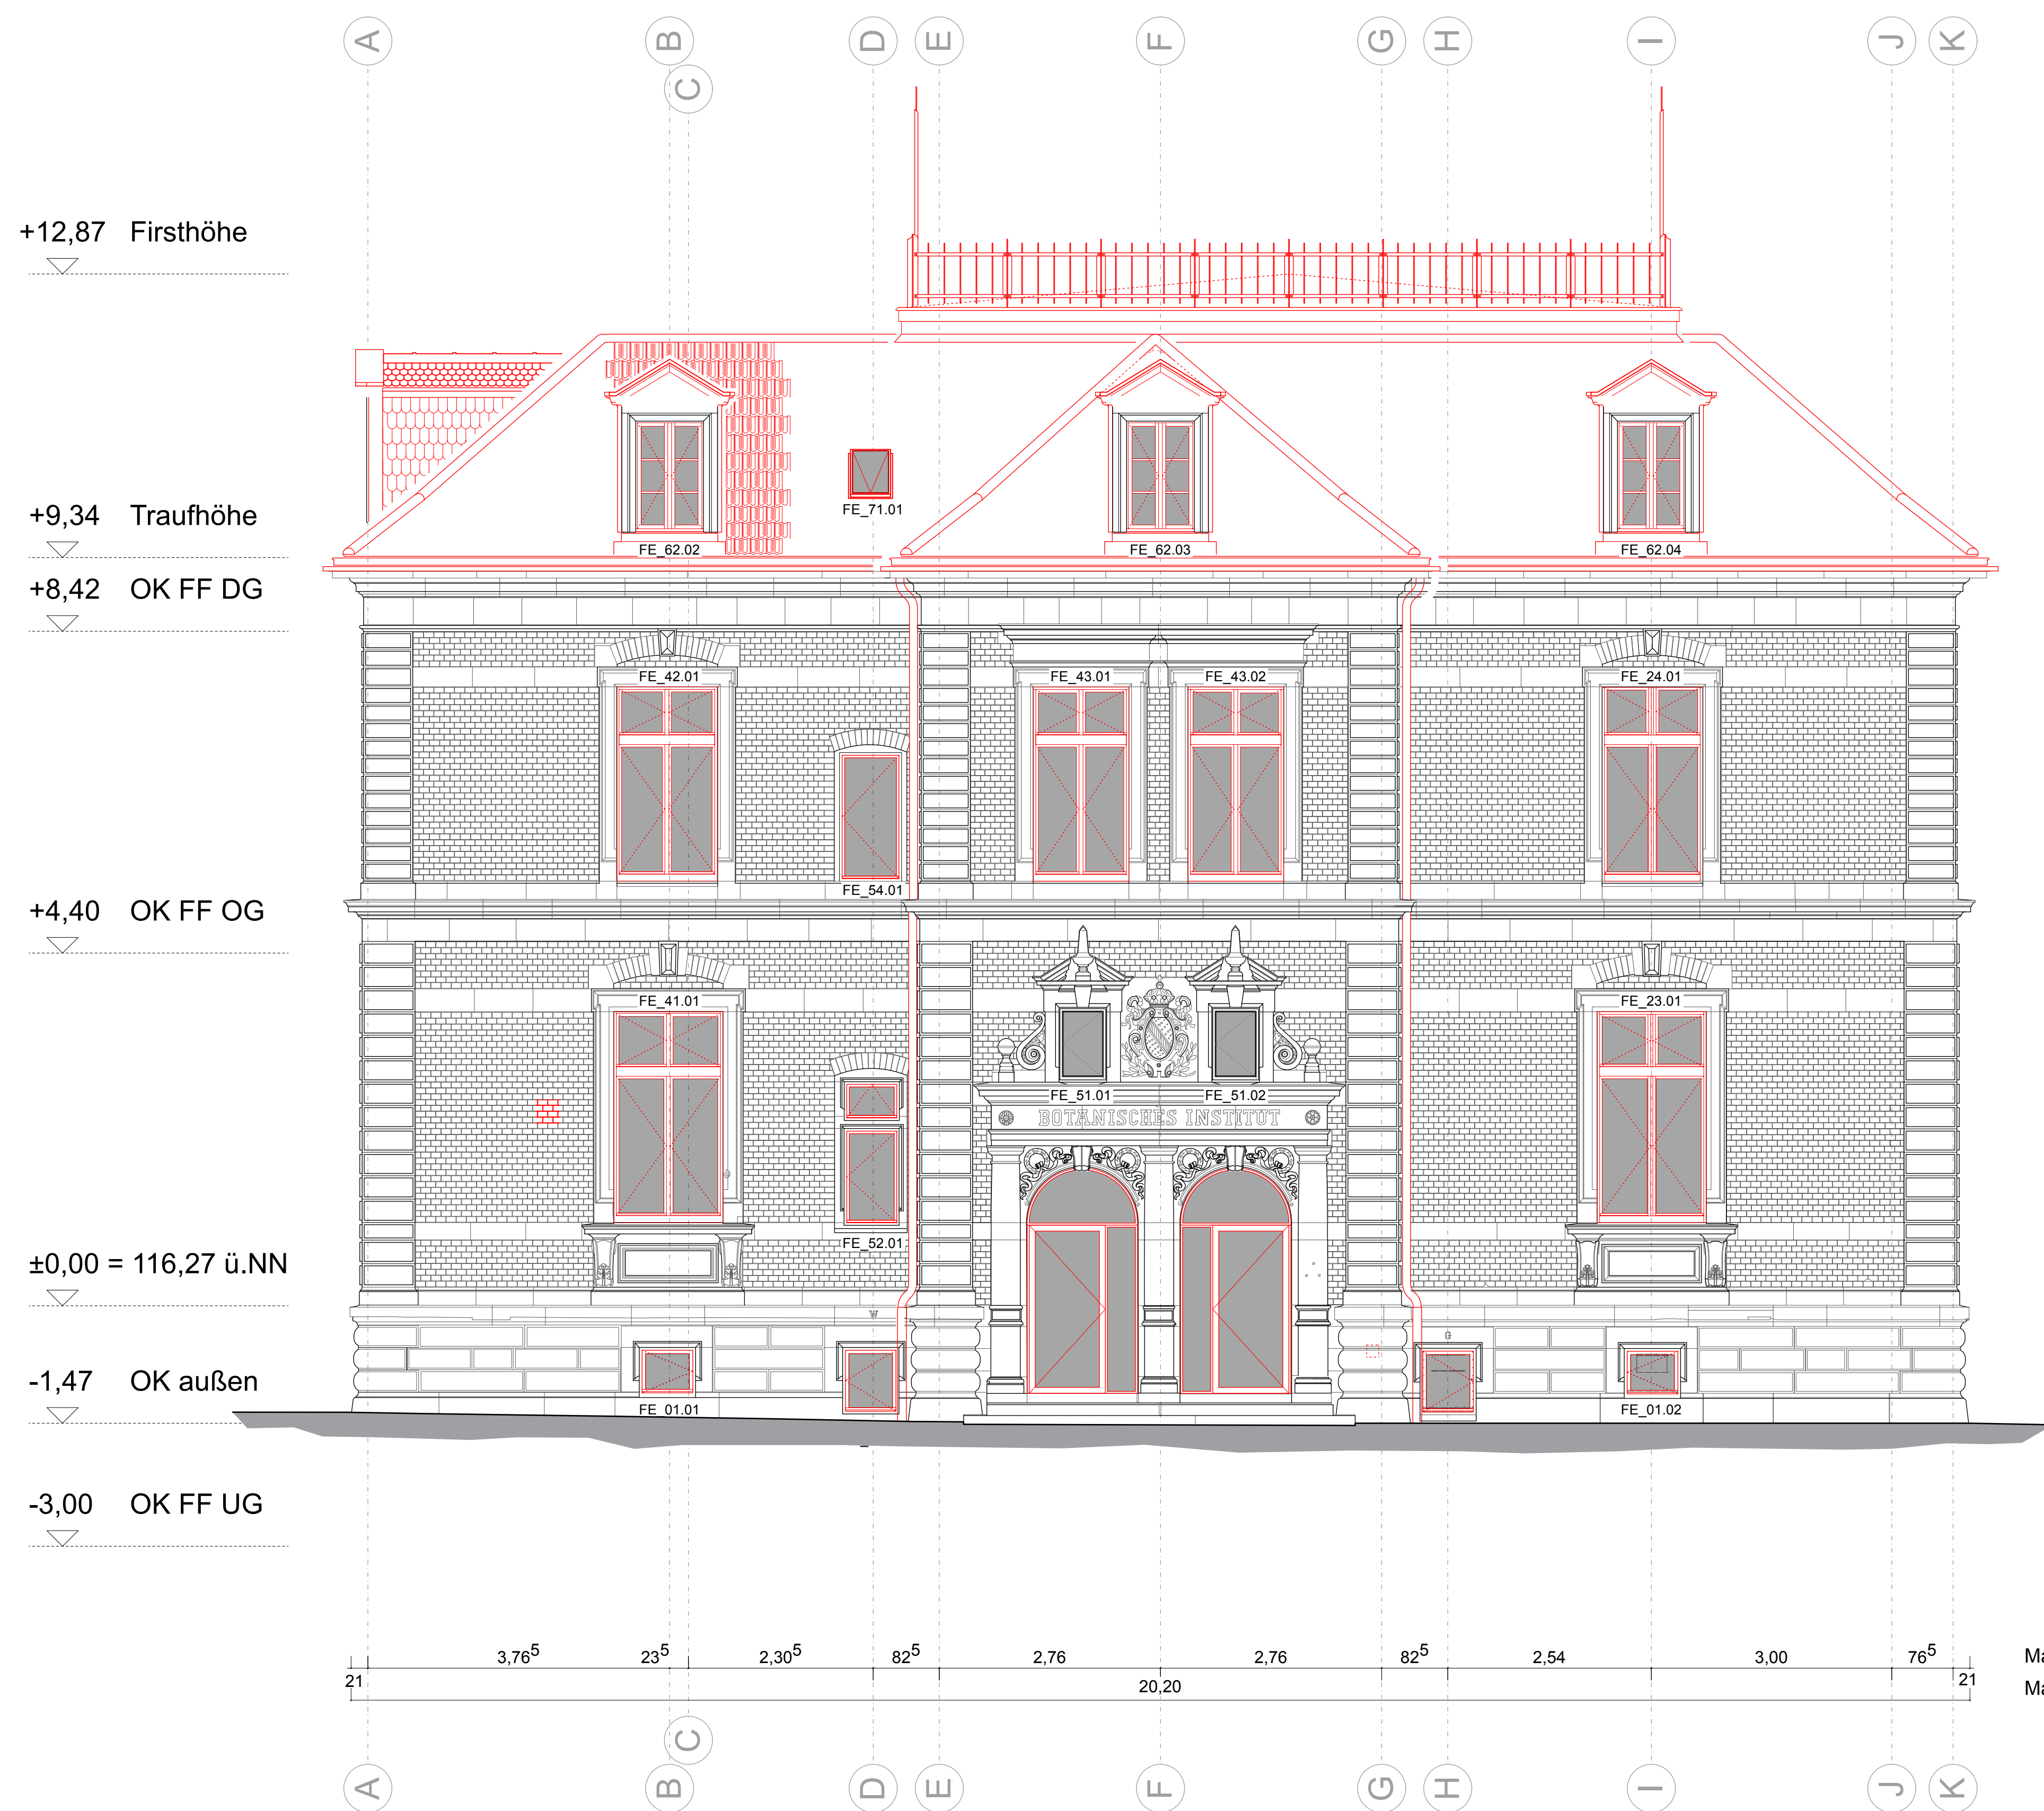 A B C D E F G H I J K
+12,87 Firsthöhe
+9,34 Traufhöhe
FE_71.01
FE_62.02 FE_62.03 FE_62.04
+8,42 OK FF DG
FE_42.01 FE_43.01 FE_43.02 FE_24.01
FE_54.01
+4,40 OK FF OG
FE_41.01 FE_23.01
FE_51.01 FE_51.02
BOTANISCHES INSTITUT
FE_52.01
±0,00 = 116,27 ü.NN
W
G
-1,47 OK außen
FE_01.01 FE_01.02
-3,00 OK FF UG
3,76⁵ 23⁵ 2,30⁵ 82⁵ 2,76 2,76 82⁵ 2,54 3,00 76⁵ Ma
21 20,20 21 Ma
A B C D E F G H I J K